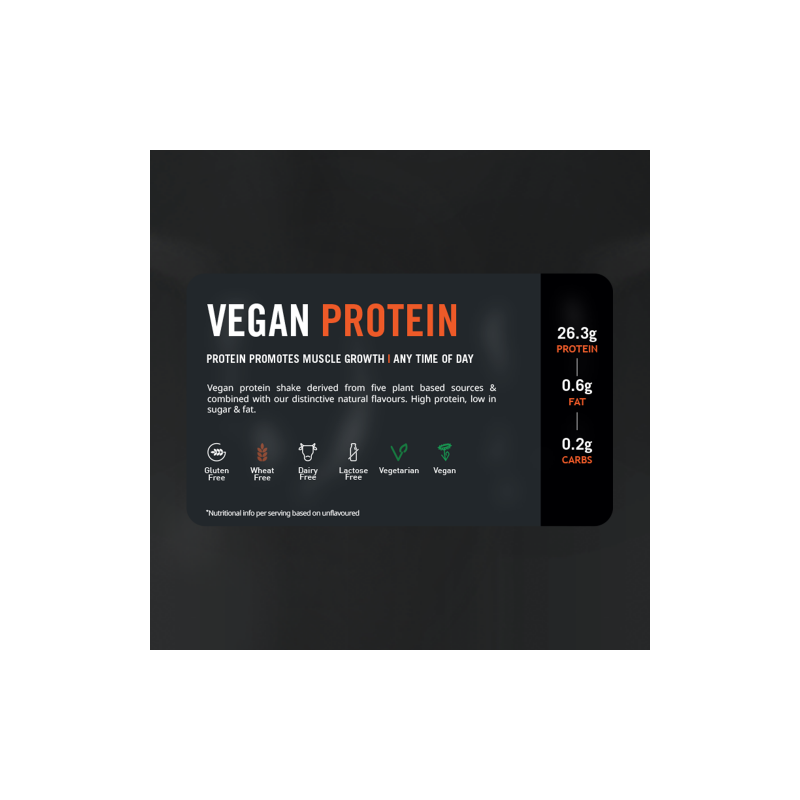 VEGAN PROTEIN
PROTEIN PROMOTES MUSCLE GROWTH | ANY TIME OF DAY
Vegan protein shake derived from five plant based sources &
combined with our distinctive natural flavours. High protein, low in
sugar & fat.
Gluten Free
Wheat Free
Dairy Free
Lactose Free
Vegetarian
Vegan
*Nutritional info per serving based on unflavoured
26.3g
PROTEIN
0.6g
FAT
0.2g
CARBS